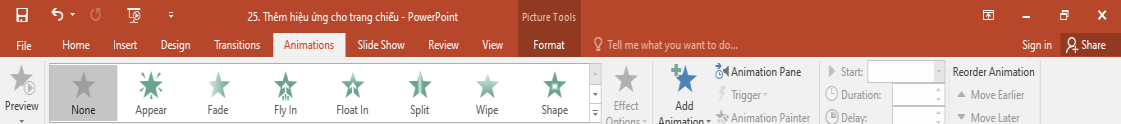 25. Thêm hiệu ứng cho trang chiếu - PowerPoint
Picture Tools
File Home Insert Design Transitions Animations Slide Show Review View Format Tell me what you want to do... Sign in Share
Preview
None Appear Fade Fly In Float In Split Wipe Shape
Effect Options
Add Animation
Animation Pane
Trigger
Animation Painter
Start:
Duration:
Delay:
Reorder Animation
Move Earlier
Move Later